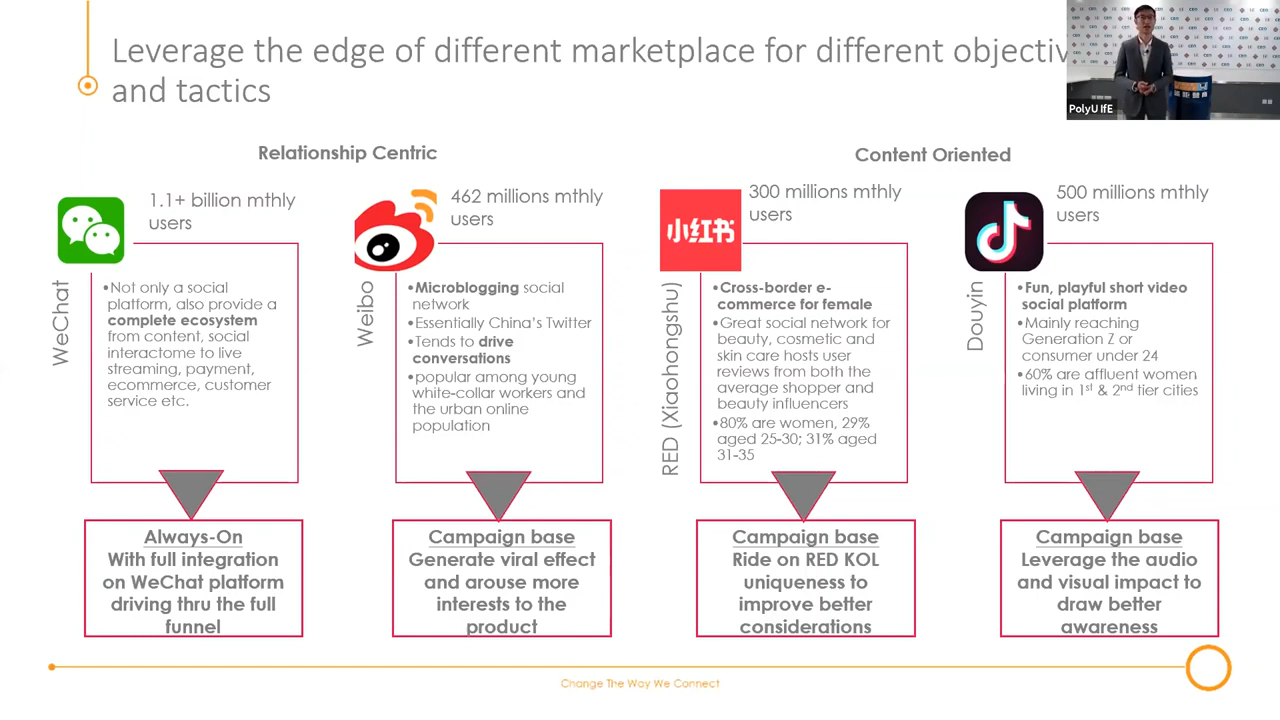 Leverage the edge of different marketplace for different objectiv
and tactics
PolyU IfE
Relationship Centric
Content Oriented
1.1+ billion mthly
users
WeChat
•Not only a social
platform, also provide a
complete ecosystem
from content, social
interactome to live
streaming, payment,
ecommerce, customer
service etc.
Always-On
With full integration
on WeChat platform
driving thru the full
funnel
462 millions mthly
users
Weibo
•Microblogging social
network
•Essentially China's Twitter
•Tends to drive
conversations
•popular among young
white-collar workers and
the urban online
population
Campaign base
Generate viral effect
and arouse more
interests to the
product
小红书
300 millions mthly
users
RED (Xiaohongshu)
•Cross-border e-
commerce for female
•Great social network for
beauty, cosmetic and
skin care hosts user
reviews from both the
average shopper and
beauty influencers
•80% are women, 29%
aged 25-30; 31% aged
31-35
Campaign base
Ride on RED KOL
uniqueness to
improve better
considerations
500 millions mthly
users
Douyin
•Fun, playful short video
social platform
•Mainly reaching
Generation Z or
consumer under 24
•60% are affluent women
living in 1st & 2nd tier cities
Campaign base
Leverage the audio
and visual impact to
draw better
awareness
Change The Way We Connect